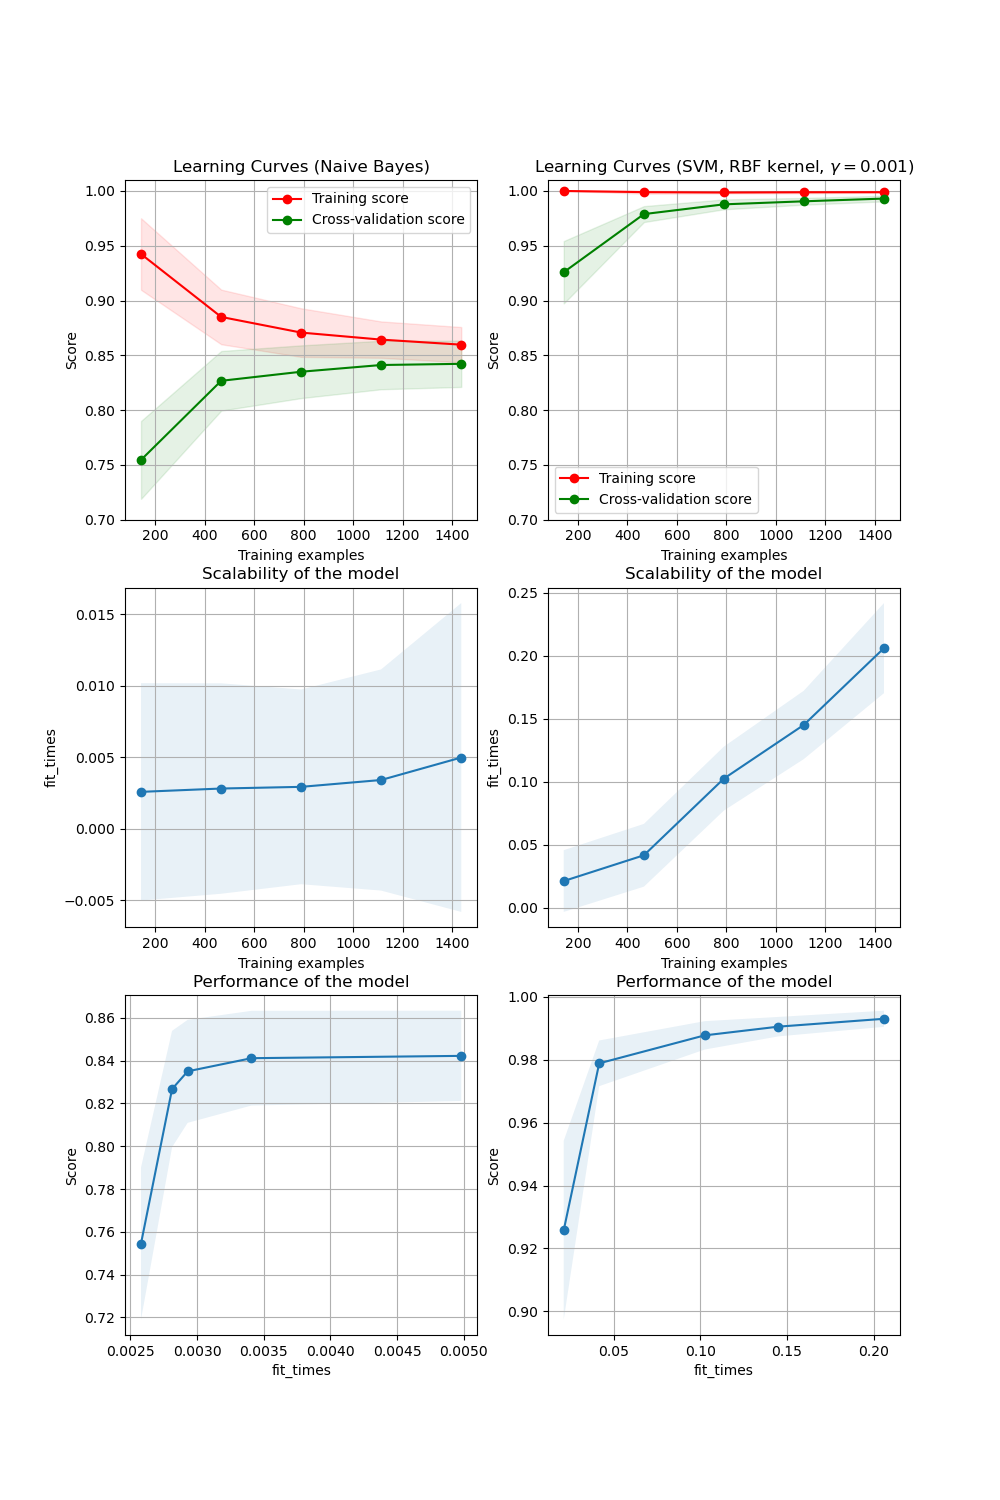 Learning Curves (Naive Bayes)
1.00
0.95
0.90
0.85
0.80
0.75
0.70
Score
Training score
Cross-validation score
200 400 600 800 1000 1200 1400
Training examples
Learning Curves (SVM, RBF kernel, γ = 0.001)
1.00
0.95
0.90
0.85
0.80
0.75
0.70
Score
Training score
Cross-validation score
200 400 600 800 1000 1200 1400
Training examples
Scalability of the model
0.015
0.010
0.005
0.000
−0.005
fit_times
200 400 600 800 1000 1200 1400
Training examples
Scalability of the model
0.25
0.20
0.15
0.10
0.05
0.00
fit_times
200 400 600 800 1000 1200 1400
Training examples
Performance of the model
0.86
0.84
0.82
0.80
0.78
0.76
0.74
0.72
Score
0.0025 0.0030 0.0035 0.0040 0.0045 0.0050
fit_times
Performance of the model
1.00
0.98
0.96
0.94
0.92
0.90
Score
0.05 0.10 0.15 0.20
fit_times